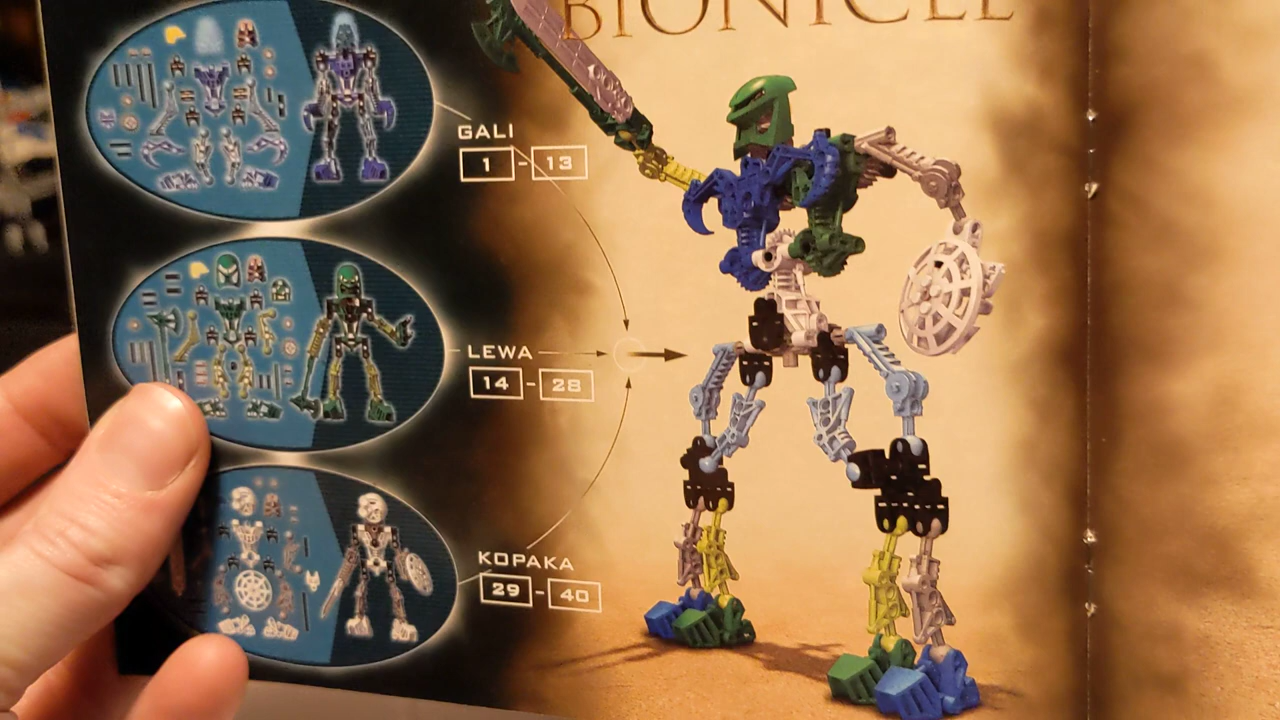 BIONICLE
GALI
1 - 13
LEWA
14 - 28
KOPAKA
29 - 40